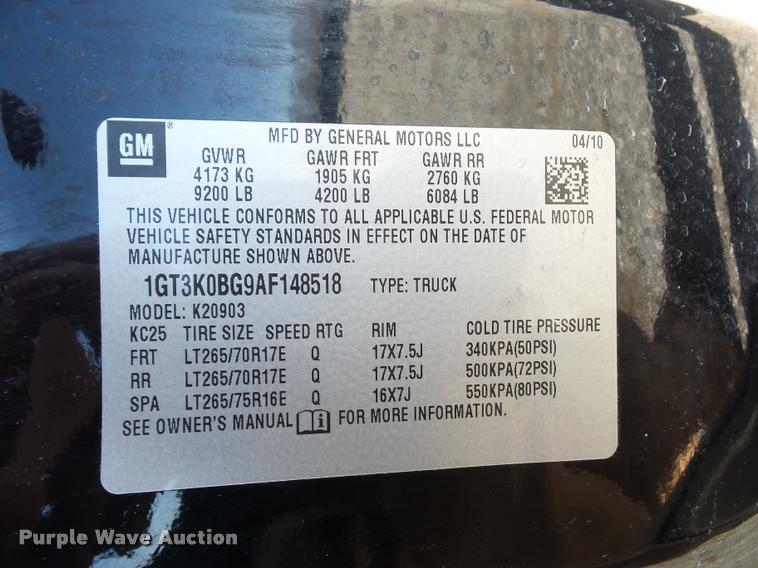 GM ® MFD BY GENERAL MOTORS LLC 04/10
GVWR GAWR FRT GAWR RR
4173 KG 1905 KG 2760 KG
9200 LB 4200 LB 6084 LB
THIS VEHICLE CONFORMS TO ALL APPLICABLE U.S. FEDERAL MOTOR
VEHICLE SAFETY STANDARDS IN EFFECT ON THE DATE OF
MANUFACTURE SHOWN ABOVE.
1GT3K0BG9AF148518 TYPE: TRUCK
MODEL: K20903
KC25 TIRE SIZE SPEED RTG RIM COLD TIRE PRESSURE
FRT LT265/70R17E Q 17X7.5J 340KPA(50PSI)
RR LT265/70R17E Q 17X7.5J 500KPA(72PSI)
SPA LT265/75R16E Q 16X7J 550KPA(80PSI)
SEE OWNER'S MANUAL i FOR MORE INFORMATION.
Purple Wave Auction